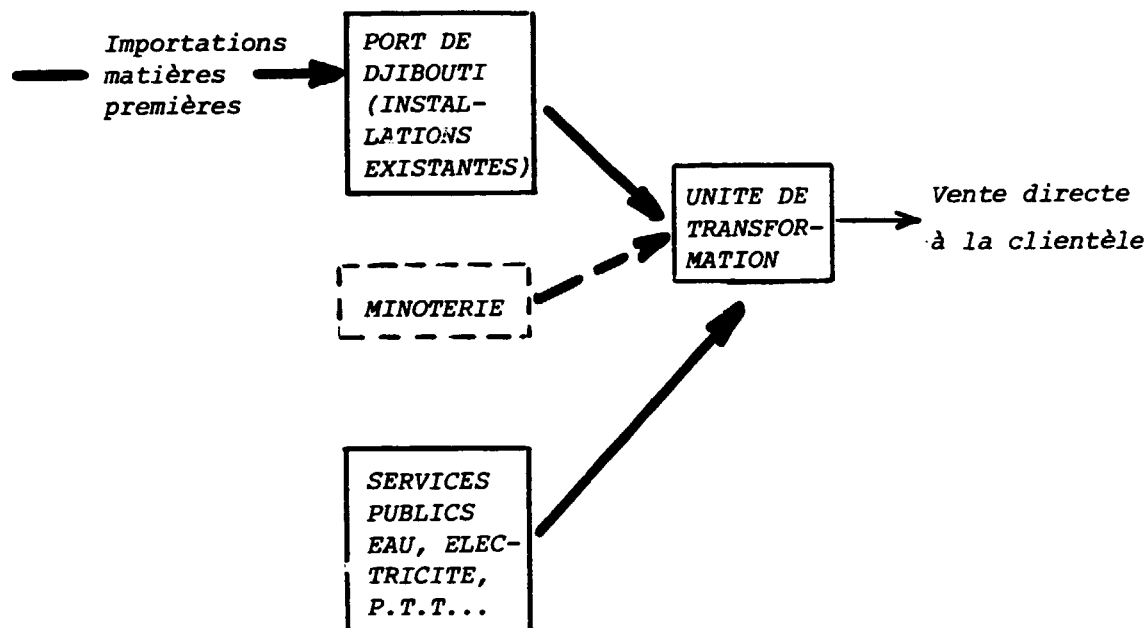 Importations
matières
premières
PORT DE
DJIBOUTI
(INSTAL-
LATIONS
EXISTANTES)
UNITE DE
TRANSFOR-
MATION
Vente directe
à la clientèle
MINOTERIE
SERVICES
PUBLICS
EAU, ELEC-
TRICITE,
P.T.T...